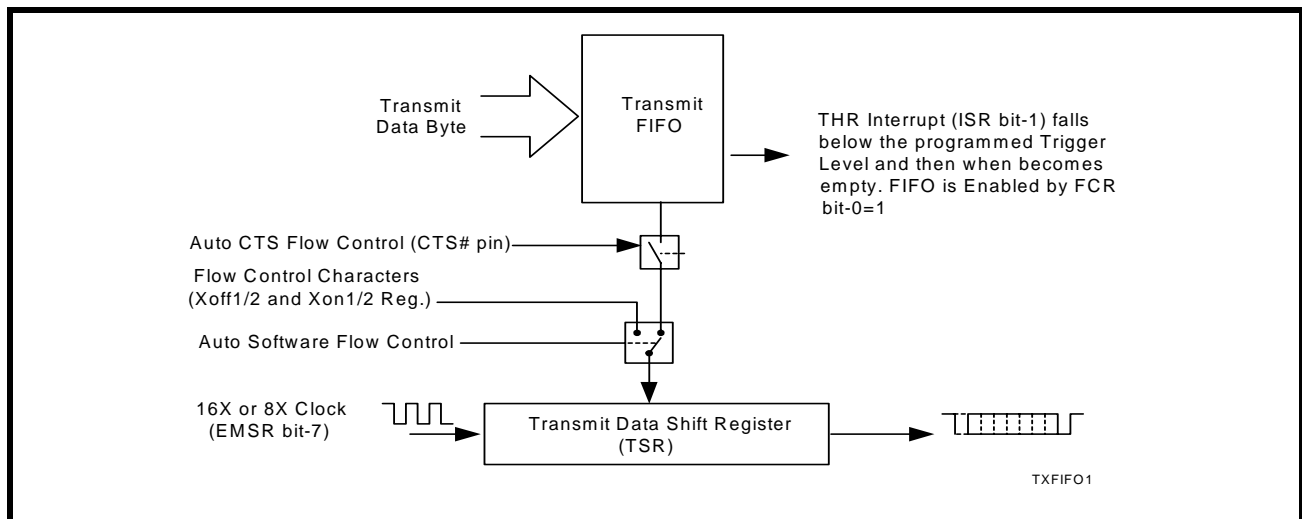 Transmit
Data Byte
Transmit
FIFO
THR Interrupt (ISR bit-1) falls
below the programmed Trigger
Level and then when becomes
empty. FIFO is Enabled by FCR
bit-0=1
Auto CTS Flow Control (CTS# pin)
Flow Control Characters
(Xoff1/2 and Xon1/2 Reg.)
Auto Software Flow Control
16X or 8X Clock
(EMSR bit-7)
Transmit Data Shift Register
(TSR)
TXFIFO1